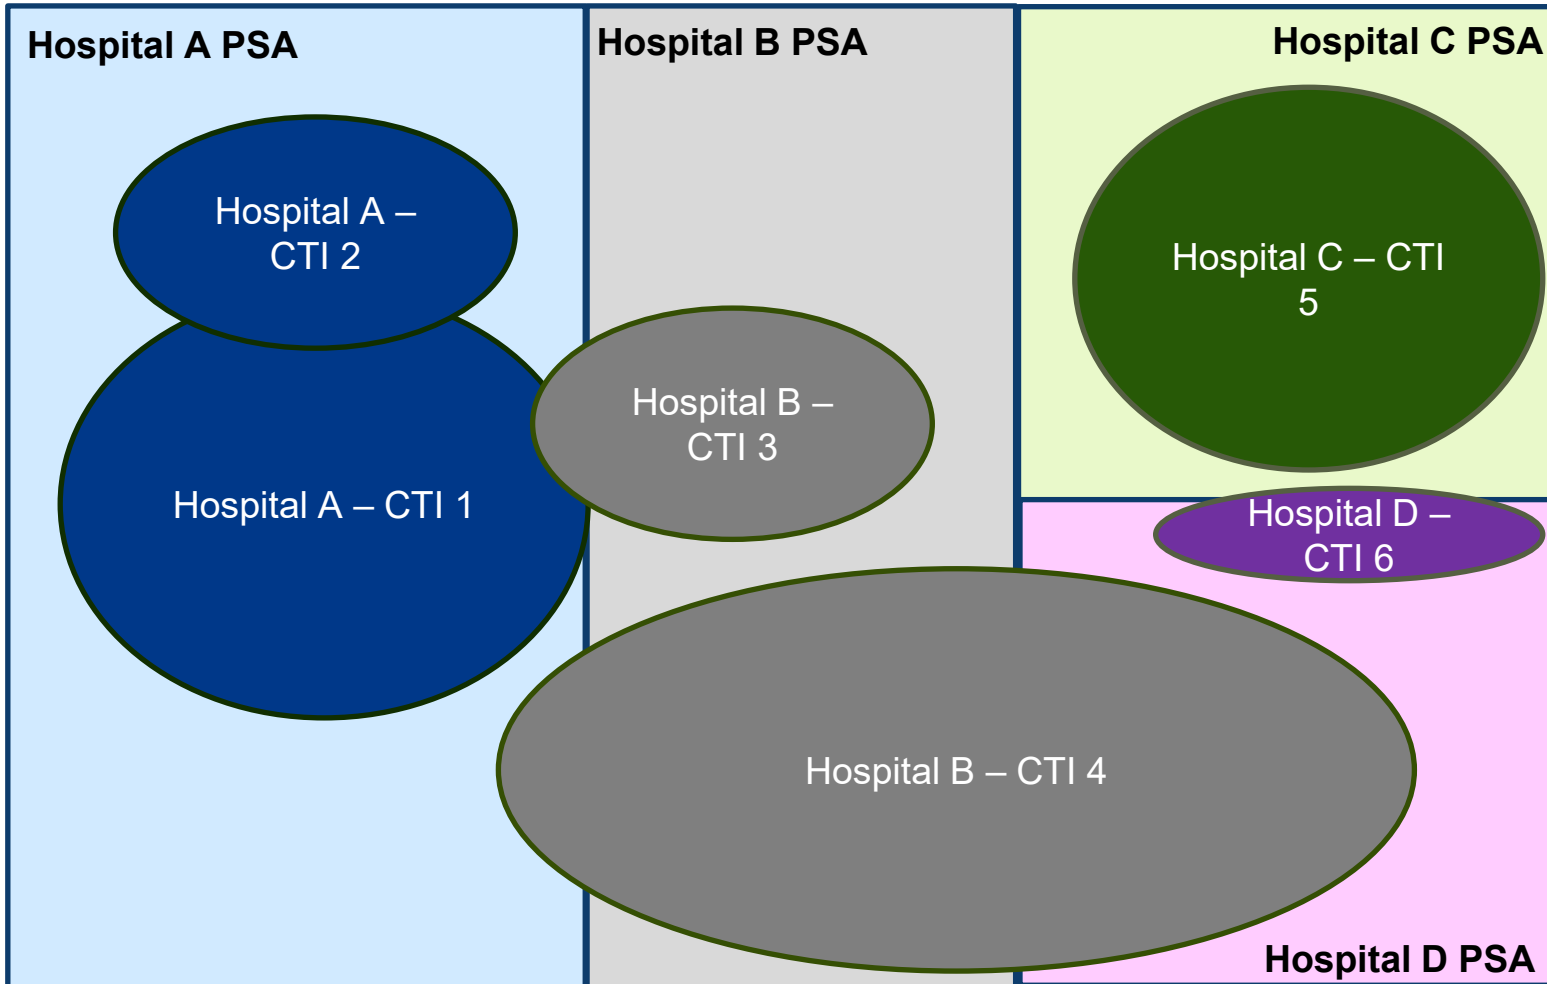 Hospital A PSA
Hospital B PSA
Hospital C PSA
Hospital A –
CTI 2
Hospital C – CTI
5
Hospital B –
CTI 3
Hospital A – CTI 1
Hospital D –
CTI 6
Hospital B – CTI 4
Hospital D PSA